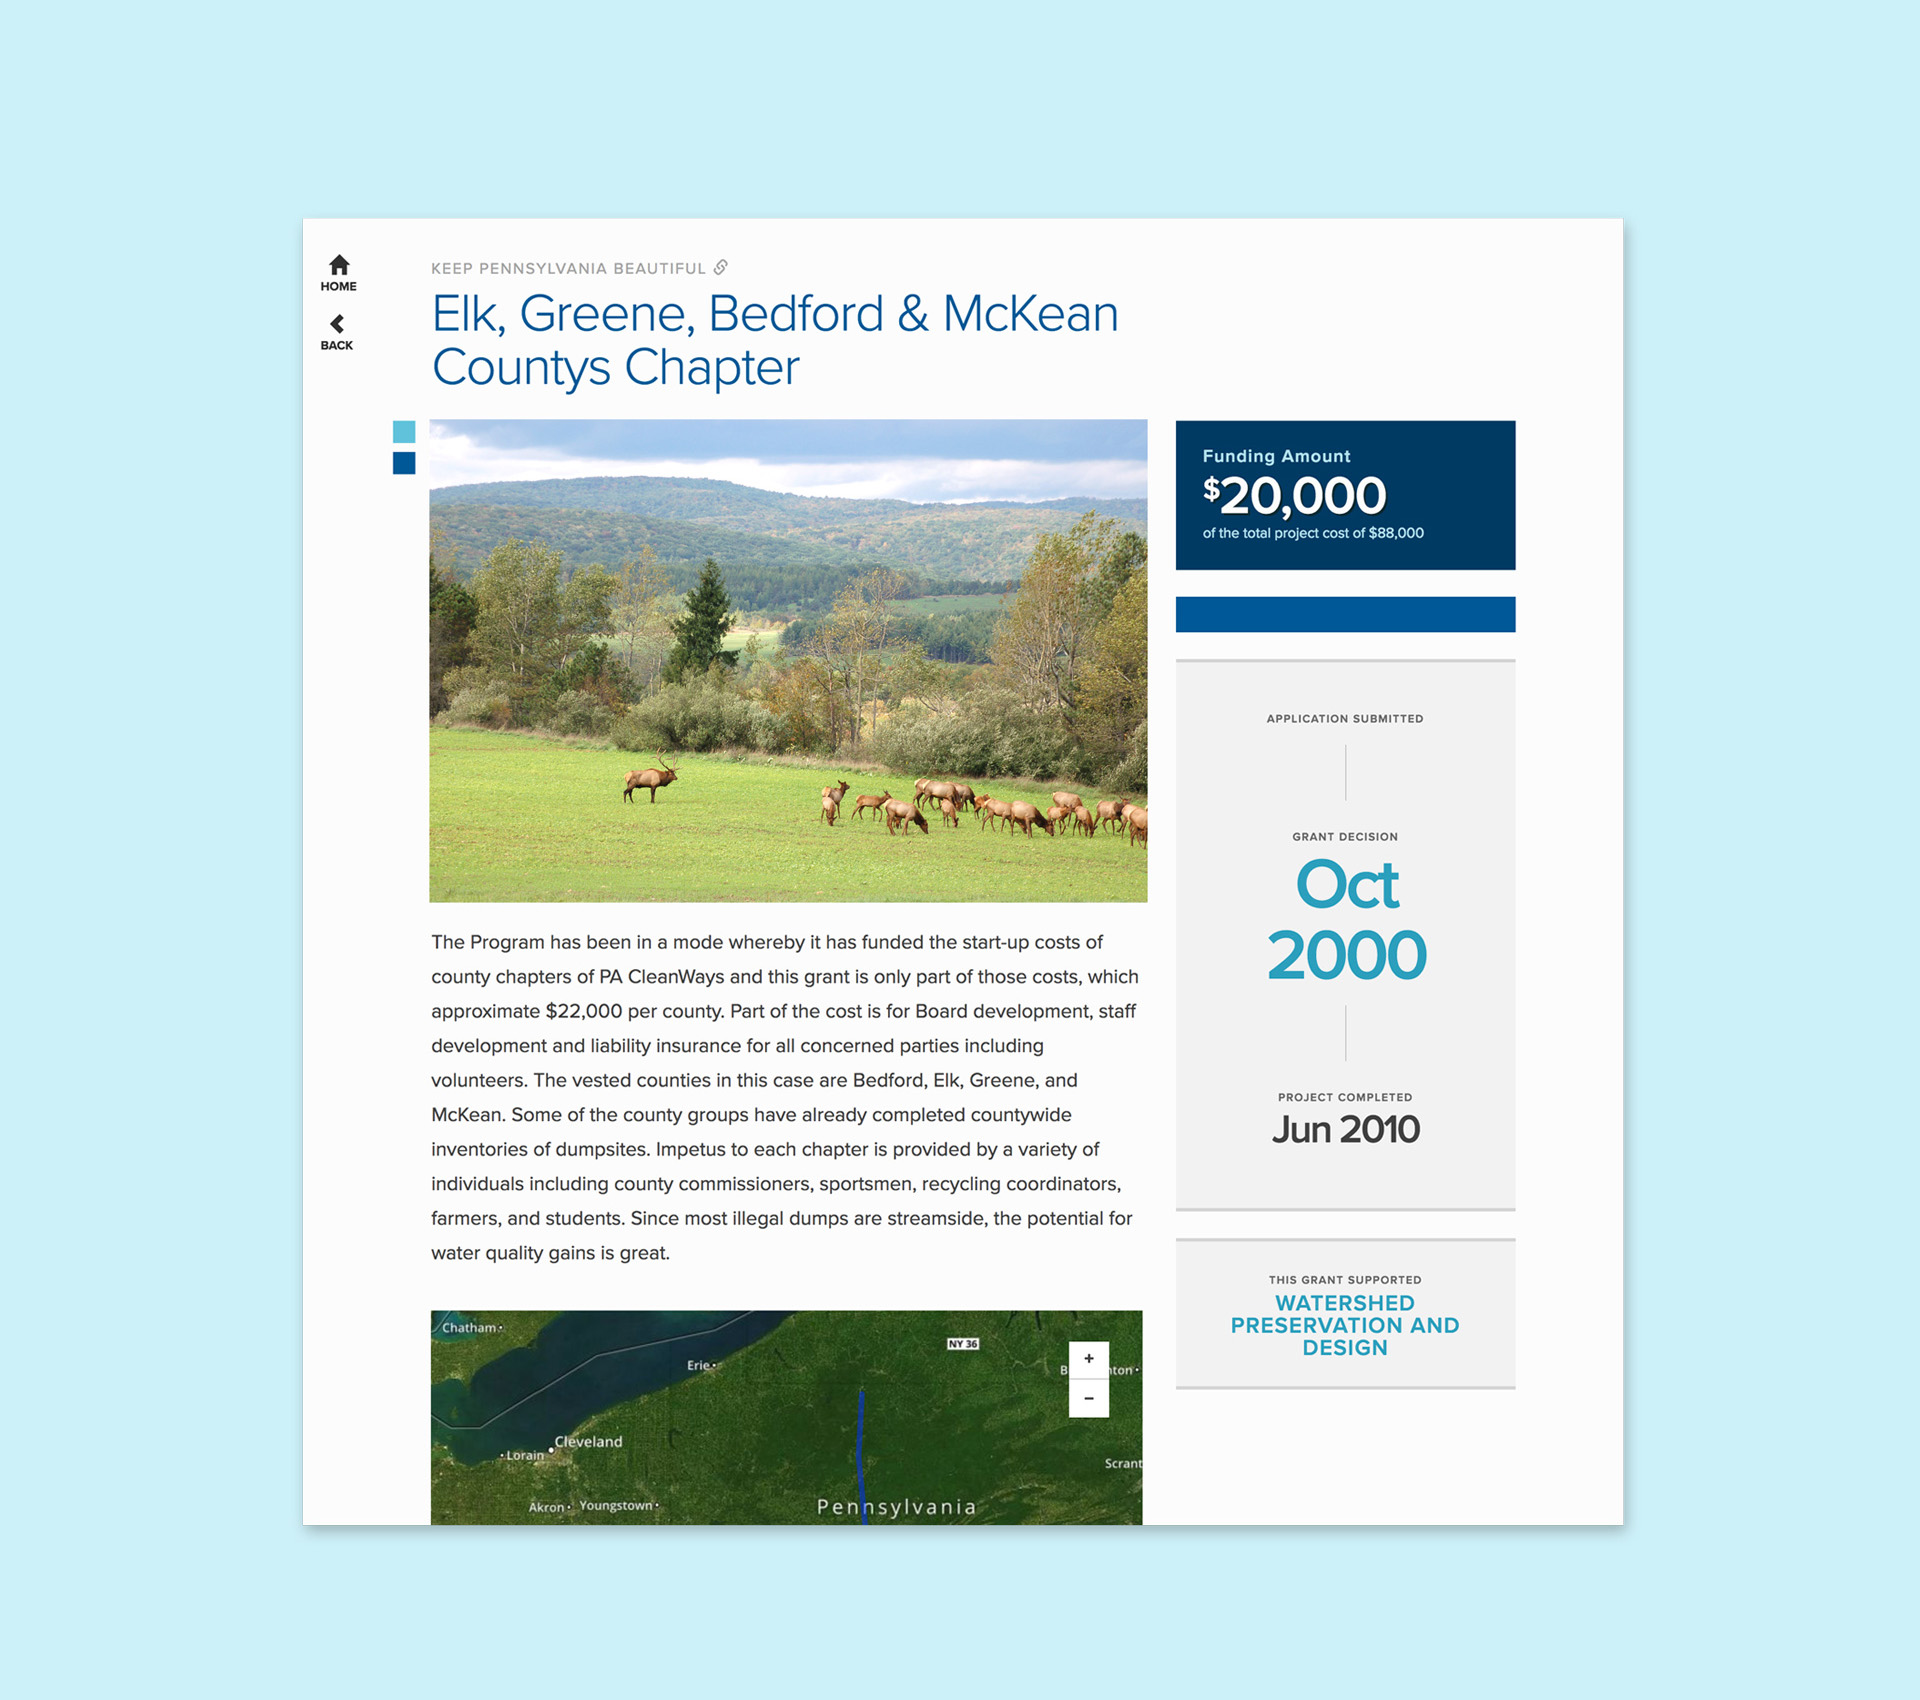 HOME
BACK
KEEP PENNSYLVANIA BEAUTIFUL
Elk, Greene, Bedford & McKean
Countys Chapter
Funding Amount
$20,000
of the total project cost of $88,000
APPLICATION SUBMITTED
GRANT DECISION
Oct
2000
PROJECT COMPLETED
Jun 2010
THIS GRANT SUPPORTED
WATERSHED
PRESERVATION AND
DESIGN
The Program has been in a mode whereby it has funded the start-up costs of
county chapters of PA CleanWays and this grant is only part of those costs, which
approximate $22,000 per county. Part of the cost is for Board development, staff
development and liability insurance for all concerned parties including
volunteers. The vested counties in this case are Bedford, Elk, Greene, and
McKean. Some of the county groups have already completed countywide
inventories of dumpsites. Impetus to each chapter is provided by a variety of
individuals including county commissioners, sportsmen, recycling coordinators,
farmers, and students. Since most illegal dumps are streamside, the potential for
water quality gains is great.
Chatham
NY 36
Erie
+
−
Cleveland
Lorain
Scrant
Akron
Youngstown
Pennsylvania